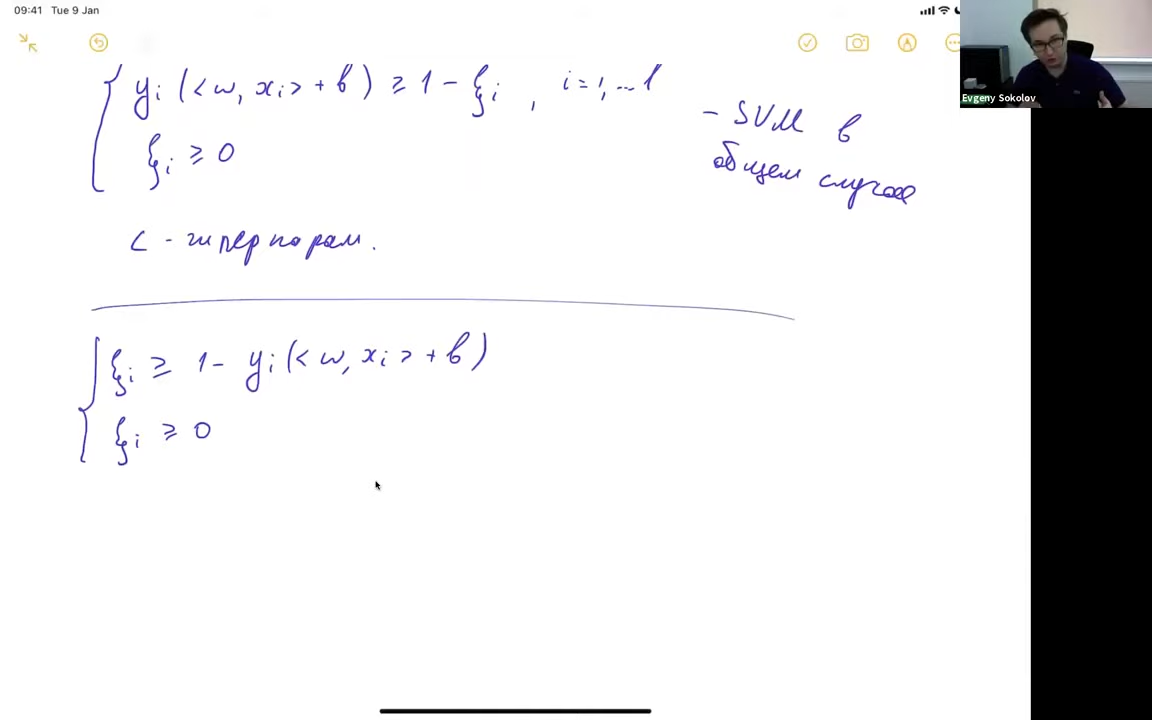 09:41 Tue 9 Jan
Evgeny Sokolov
yᵢ (<w, xᵢ> + b) ≥ 1 - ξᵢ , i = 1, ... l
ξᵢ ≥ 0
- SVM в
общем случае
C - гиперпарам.
ξᵢ ≥ 1 - yᵢ (<w, xᵢ> + b)
ξᵢ ≥ 0